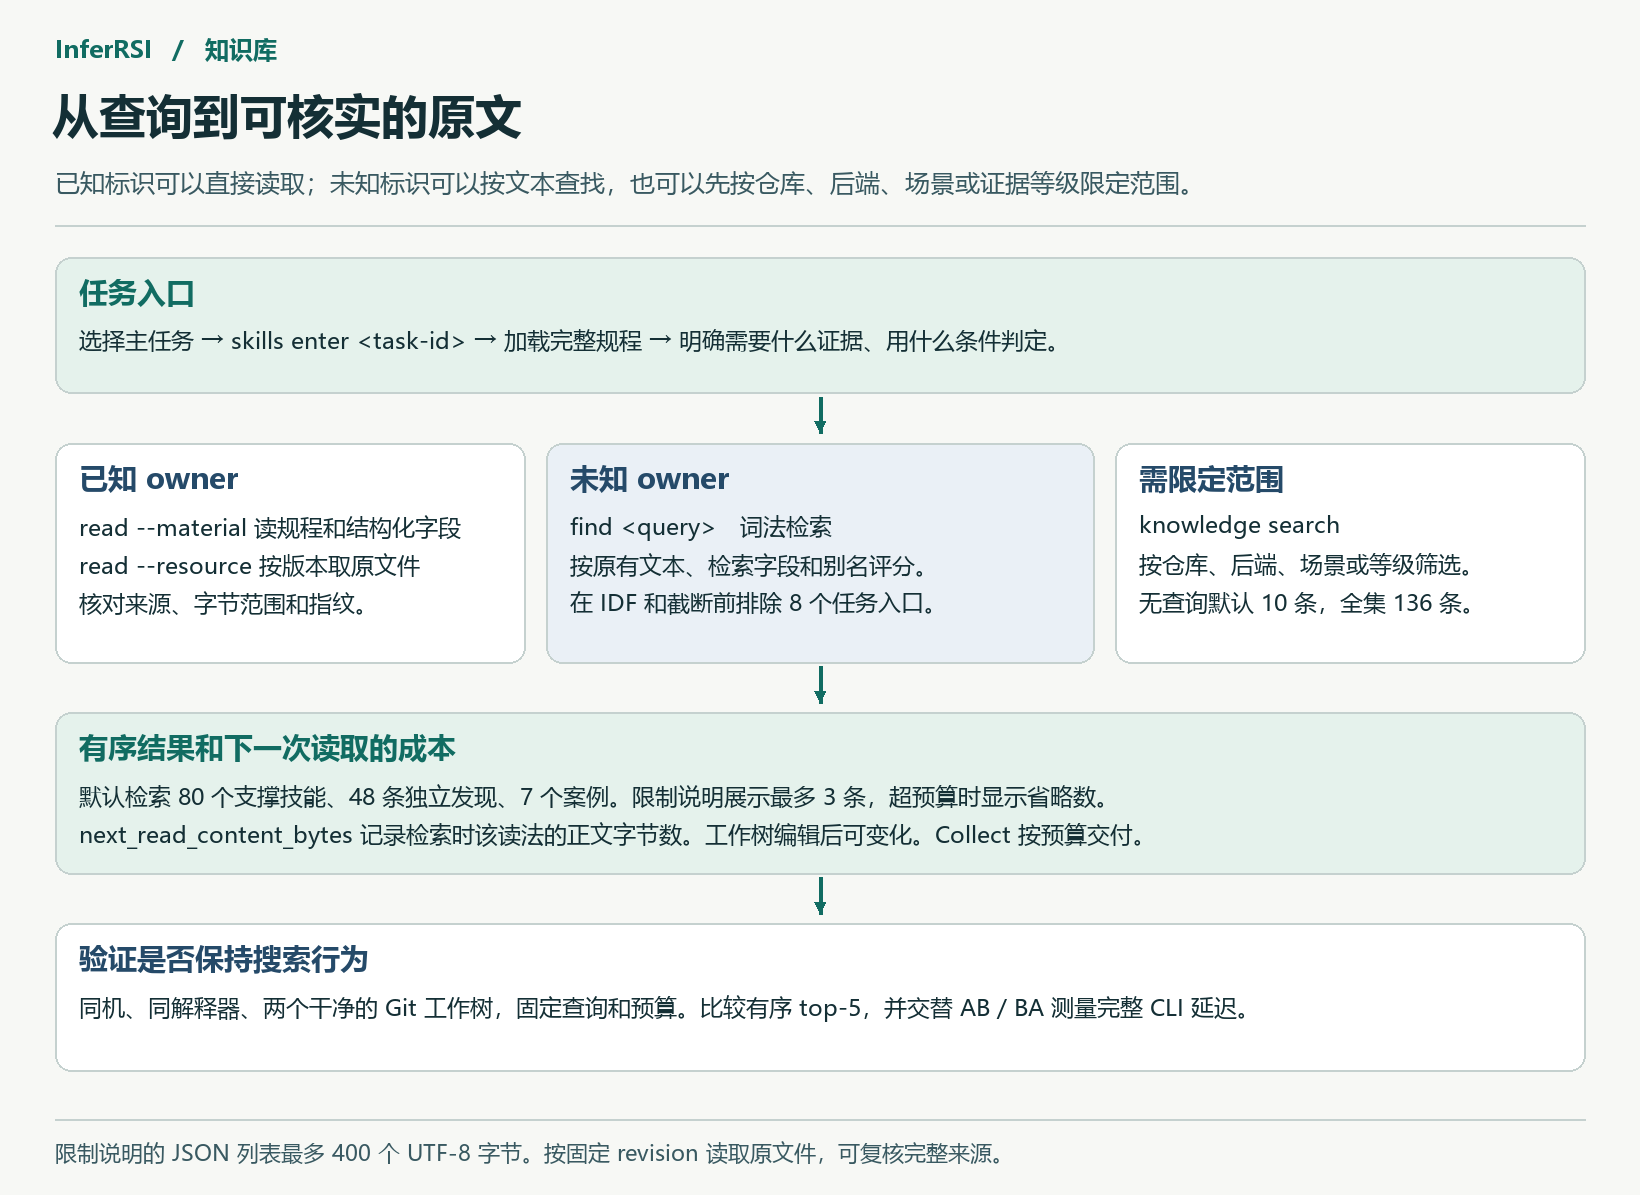 InferRSI / 知识库
从查询到可核实的原文
已知标识可以直接读取；未知标识可以按文本查找，也可以先按仓库、后端、场景或证据等级限定范围。
任务入口
选择主任务 → skills enter <task-id> → 加载完整规程 → 明确需要什么证据、用什么条件判定。
已知 owner
read --material 读规程和结构化字段
read --resource 按版本取原文件
核对来源、字节范围和指纹。
未知 owner
find <query> 词法检索
按原有文本、检索字段和别名评分。
在 IDF 和截断前排除 8 个任务入口。
需限定范围
knowledge search
按仓库、后端、场景或等级筛选。
无查询默认 10 条，全集 136 条。
有序结果和下一次读取的成本
默认检索 80 个支撑技能、48 条独立发现、7 个案例。限制说明展示最多 3 条，超预算时显示省略数。
next_read_content_bytes 记录检索时该读法的正文字节数。工作树编辑后可变化。Collect 按预算交付。
验证是否保持搜索行为
同机、同解释器、两个干净的 Git 工作树，固定查询和预算。比较有序 top-5，并交替 AB / BA 测量完整 CLI 延迟。
限制说明的 JSON 列表最多 400 个 UTF-8 字节。按固定 revision 读取原文件，可复核完整来源。